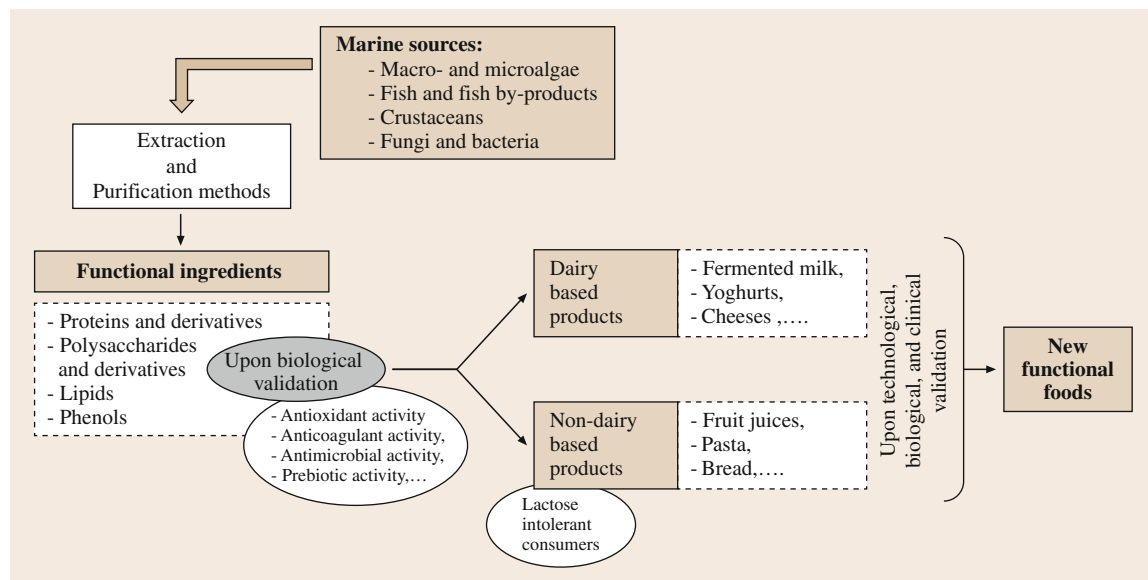 Marine sources:
- Macro- and microalgae
- Fish and fish by-products
- Crustaceans
- Fungi and bacteria
Extraction
and
Purification methods
Functional ingredients
- Proteins and derivatives
- Polysaccharides
and derivatives
- Lipids
- Phenols
Upon biological
validation
- Antioxidant activity
- Anticoagulant activity,
- Antimicrobial activity,
- Prebiotic activity,…
Dairy
based
products
- Fermented milk,
- Yoghurts,
- Cheeses ,….
Non-dairy
based
products
- Fruit juices,
- Pasta,
- Bread,….
Lactose
intolerant
consumers
Upon technological,
biological, and clinical
validation
New
functional
foods